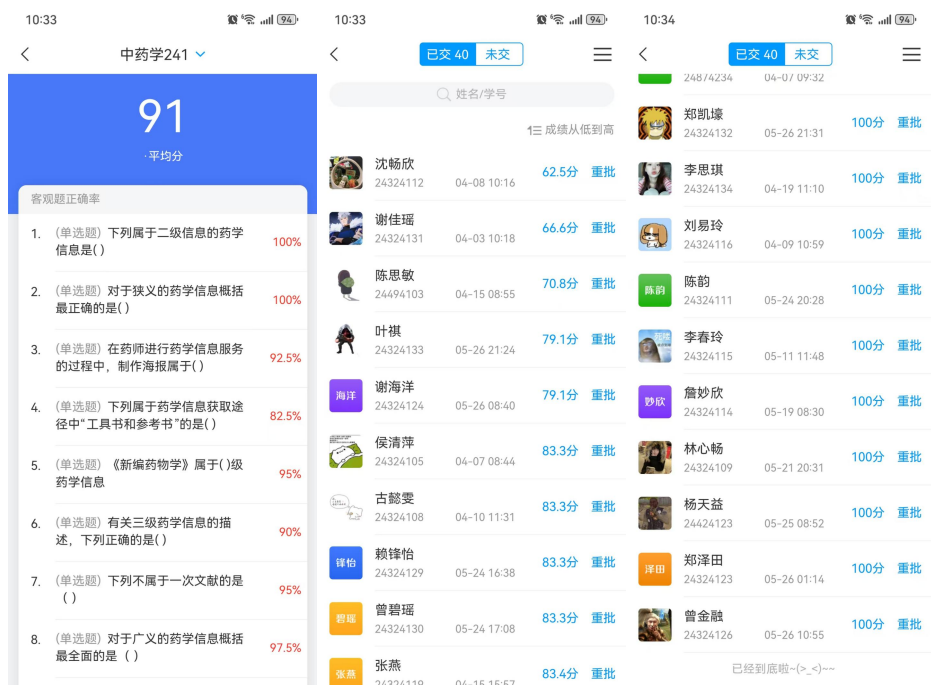 10:33
94
中药学241
91
·平均分
客观题正确率
1. (单选题) 下列属于二级信息的药学
信息是( )
100%
2. (单选题) 对于狭义的药学信息概括
最正确的是( )
100%
3. (单选题) 在药师进行药学信息服务
的过程中，制作海报属于( )
92.5%
4. (单选题) 下列属于药学信息获取途
径中“工具书和参考书”的是( )
82.5%
5. (单选题) 《新编药物学》属于( )级
药学信息
95%
6. (单选题) 有关三级药学信息的描
述，下列正确的是( )
90%
7. (单选题) 下列不属于一次文献的是
( )
95%
8. (单选题) 对于广义的药学信息概括
最全面的是（ ）
97.5%
10:33
94
已交 40 未交
姓名/学号
成绩从低到高
沈畅欣
24324112 04-08 10:16
62.5分 重批
谢佳瑶
24324131 04-03 10:18
66.6分 重批
陈思敏
24494103 04-15 08:55
70.8分 重批
叶祺
24324133 05-26 21:24
79.1分 重批
海洋
谢海洋
24324124 05-26 08:40
79.1分 重批
侯清萍
24324105 04-07 08:44
83.3分 重批
古懿雯
24324108 04-10 11:31
83.3分 重批
锋怡
赖锋怡
24324129 05-24 16:38
83.3分 重批
碧瑶
曾碧瑶
24324130 05-24 17:08
83.3分 重批
张燕
张燕
24324119 04-15 15:57
83.4分 重批
10:34
94
已交 40 未交
24874234 04-07 09:32
郑凯壕
24324132 05-26 21:31
100分 重批
李思琪
24324134 04-19 11:10
100分 重批
刘易玲
24324116 04-09 10:59
100分 重批
陈韵
陈韵
24324111 05-24 20:28
100分 重批
李春玲
24324115 05-11 11:48
100分 重批
妙欣
詹妙欣
24324114 05-19 08:30
100分 重批
林心畅
24324109 05-21 20:31
100分 重批
杨天益
24424123 05-25 08:52
100分 重批
泽田
郑泽田
24324123 05-26 01:14
100分 重批
曾金融
24324126 05-26 10:55
100分 重批
已经到底啦~(>_<)~~